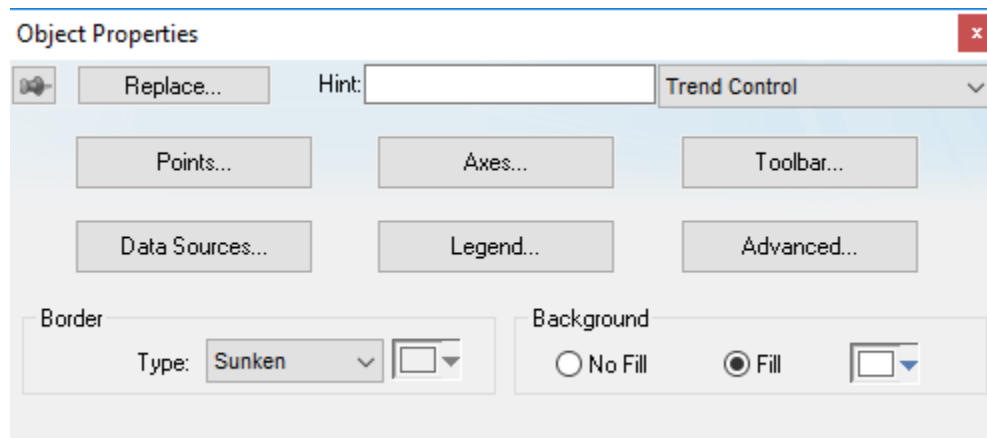 Object Properties
x
Replace... Hint: Trend Control
Points... Axes... Toolbar...
Data Sources... Legend... Advanced...
Border Background
Type: Sunken No Fill Fill